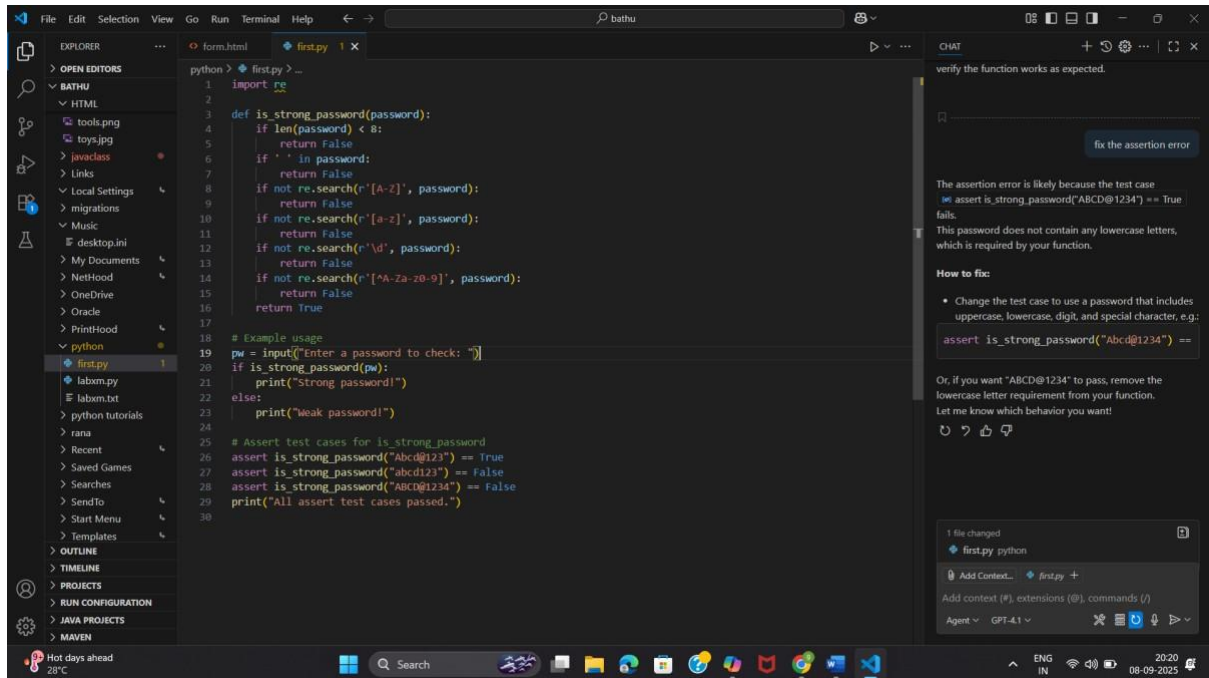 File Edit Selection View Go Run Terminal Help
bathu
EXPLORER
OPEN EDITORS
BATHU
HTML
tools.png
toys.jpg
javaclass
Links
Local Settings
migrations
Music
desktop.ini
My Documents
NetHood
OneDrive
Oracle
PrintHood
python
first.py 1
labxm.py
labxm.txt
python tutorials
rana
Recent
Saved Games
Searches
SendTo
Start Menu
Templates
OUTLINE
TIMELINE
PROJECTS
RUN CONFIGURATION
JAVA PROJECTS
MAVEN
form.html
first.py 1
python > first.py > ...
1 import re
2
3 def is_strong_password(password):
4 if len(password) < 8:
5 return False
6 if ' ' in password:
7 return False
8 if not re.search(r'[A-Z]', password):
9 return False
10 if not re.search(r'[a-z]', password):
11 return False
12 if not re.search(r'\d', password):
13 return False
14 if not re.search(r'[^A-Za-z0-9]', password):
15 return False
16 return True
17
18 # Example usage
19 pw = input("Enter a password to check: ")
20 if is_strong_password(pw):
21 print("Strong password!")
22 else:
23 print("Weak password!")
24
25 # Assert test cases for is_strong_password
26 assert is_strong_password("Abcd@123") == True
27 assert is_strong_password("abcd123") == False
28 assert is_strong_password("ABCD@1234") == False
29 print("All assert test cases passed.")
30
CHAT
verify the function works as expected.
fix the assertion error
The assertion error is likely because the test case
assert is_strong_password("ABCD@1234") == True
fails.
This password does not contain any lowercase letters,
which is required by your function.
How to fix:
• Change the test case to use a password that includes
uppercase, lowercase, digit, and special character, e.g.:
assert is_strong_password("Abcd@1234") ==
Or, if you want "ABCD@1234" to pass, remove the
lowercase letter requirement from your function.
Let me know which behavior you want!
1 file changed
first.py python
Add Context... first.py +
Add context (#), extensions (@), commands (/)
Agent GPT-4.1
9+
Hot days ahead
28°C
Search
ENG
IN
20:20
08-09-2025